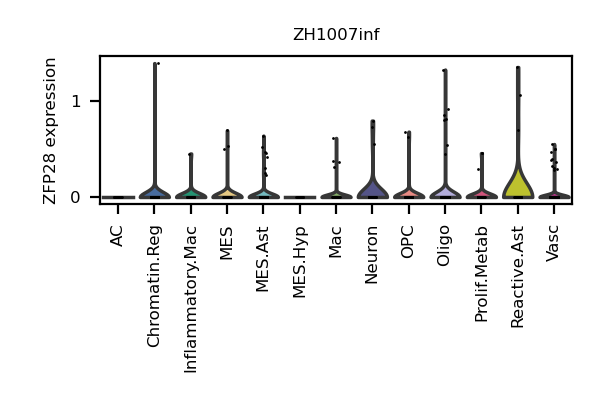 ZH1007inf
ZFP28 expression
1
0
AC
Chromatin.Reg
Inflammatory.Mac
MES
MES.Ast
MES.Hyp
Mac
Neuron
OPC
Oligo
Prolif.Metab
Reactive.Ast
Vasc